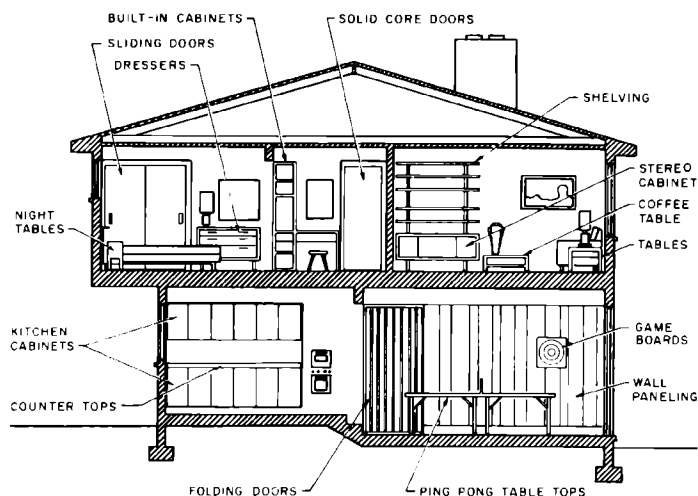 BUILT-IN CABINETS
SOLID CORE DOORS
SLIDING DOORS
DRESSERS
SHELVING
STEREO
CABINET
COFFEE
TABLE
NIGHT
TABLES
TABLES
KITCHEN
CABINETS
GAME
BOARDS
COUNTER TOPS
WALL
PANELING
FOLDING DOORS
PING PONG TABLE TOPS